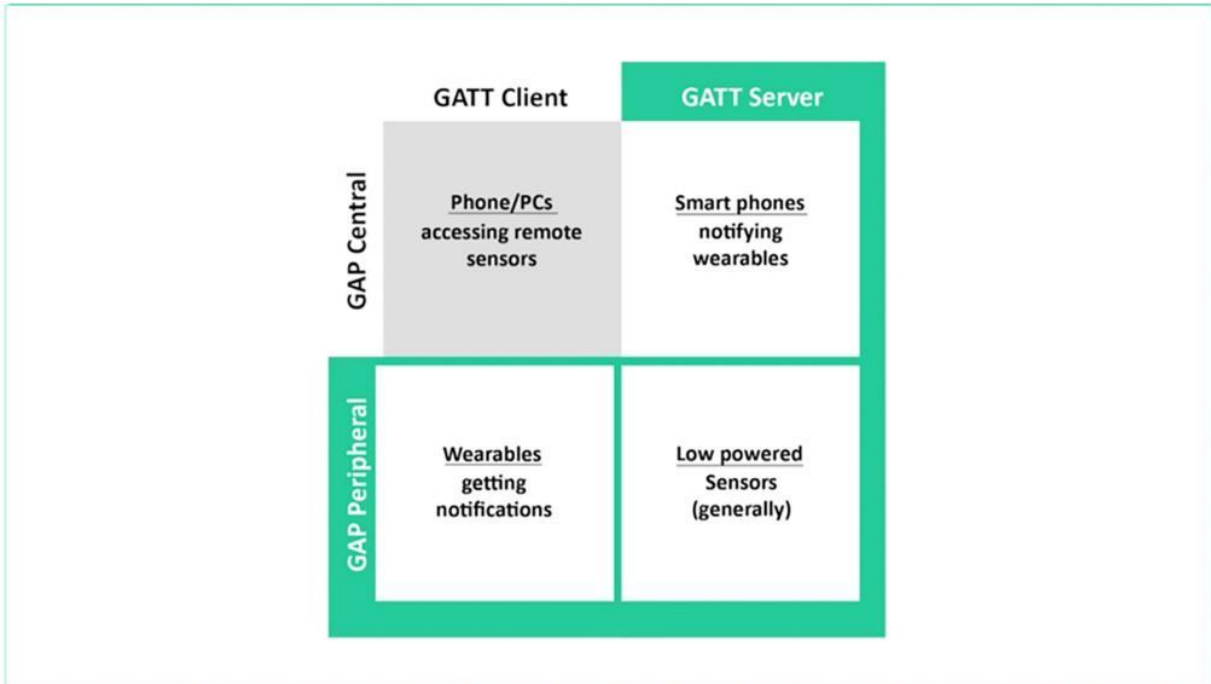 GATT Client
GATT Server
GAP Central
Phone/PCs
accessing remote
sensors
Smart phones
notifying
wearables
GAP Peripheral
Wearables
getting
notifications
Low powered
Sensors
(generally)